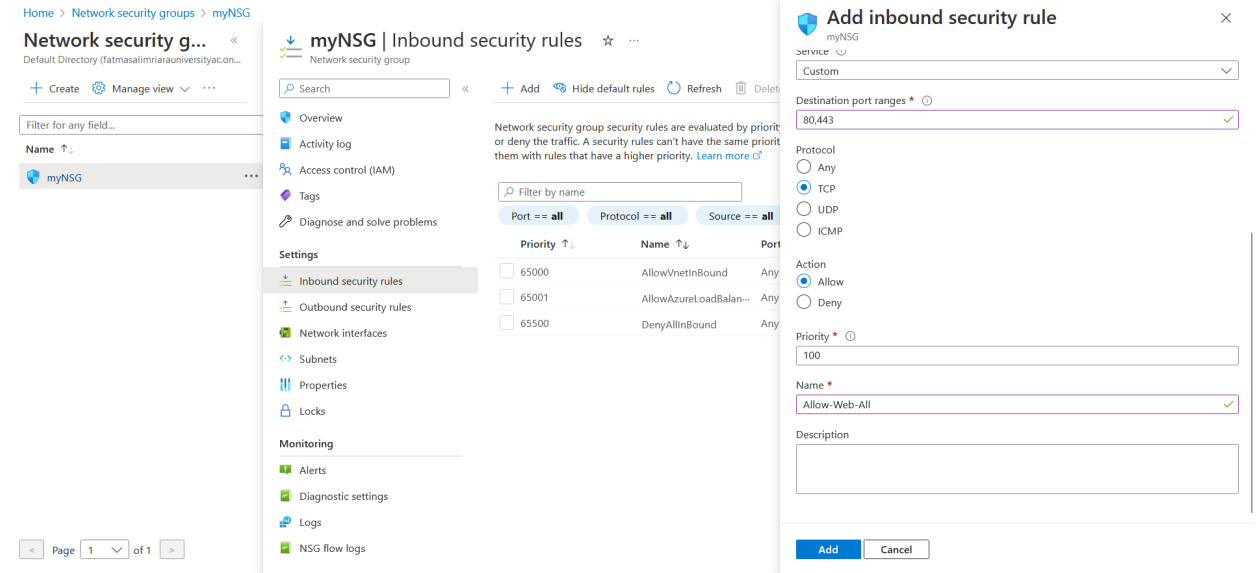 Home > Network security groups > myNSG
Network security g... «
Default Directory (fatmasalimriarauniversityac.on...
Create Manage view ...
Filter for any field...
Name ↑↓
myNSG ...
< Page 1 of 1 >
myNSG | Inbound security rules ☆ ...
Network security group
Search «
Overview
Activity log
Access control (IAM)
Tags
Diagnose and solve problems
Settings
Inbound security rules
Outbound security rules
Network interfaces
Subnets
Properties
Locks
Monitoring
Alerts
Diagnostic settings
Logs
NSG flow logs
Add Hide default rules Refresh Delet
Network security group security rules are evaluated by priorit
or deny the traffic. A security rules can't have the same priorit
them with rules that have a higher priority. Learn more
Filter by name
Port == all Protocol == all Source == all
Priority ↑↓ Name ↑↓ Port
65000 AllowVnetInBound Any
65001 AllowAzureLoadBalan... Any
65500 DenyAllInBound Any
Add inbound security rule
myNSG
Service
Custom
Destination port ranges *
80,443
Protocol
Any
TCP
UDP
ICMP
Action
Allow
Deny
Priority *
100
Name *
Allow-Web-All
Description
Add Cancel